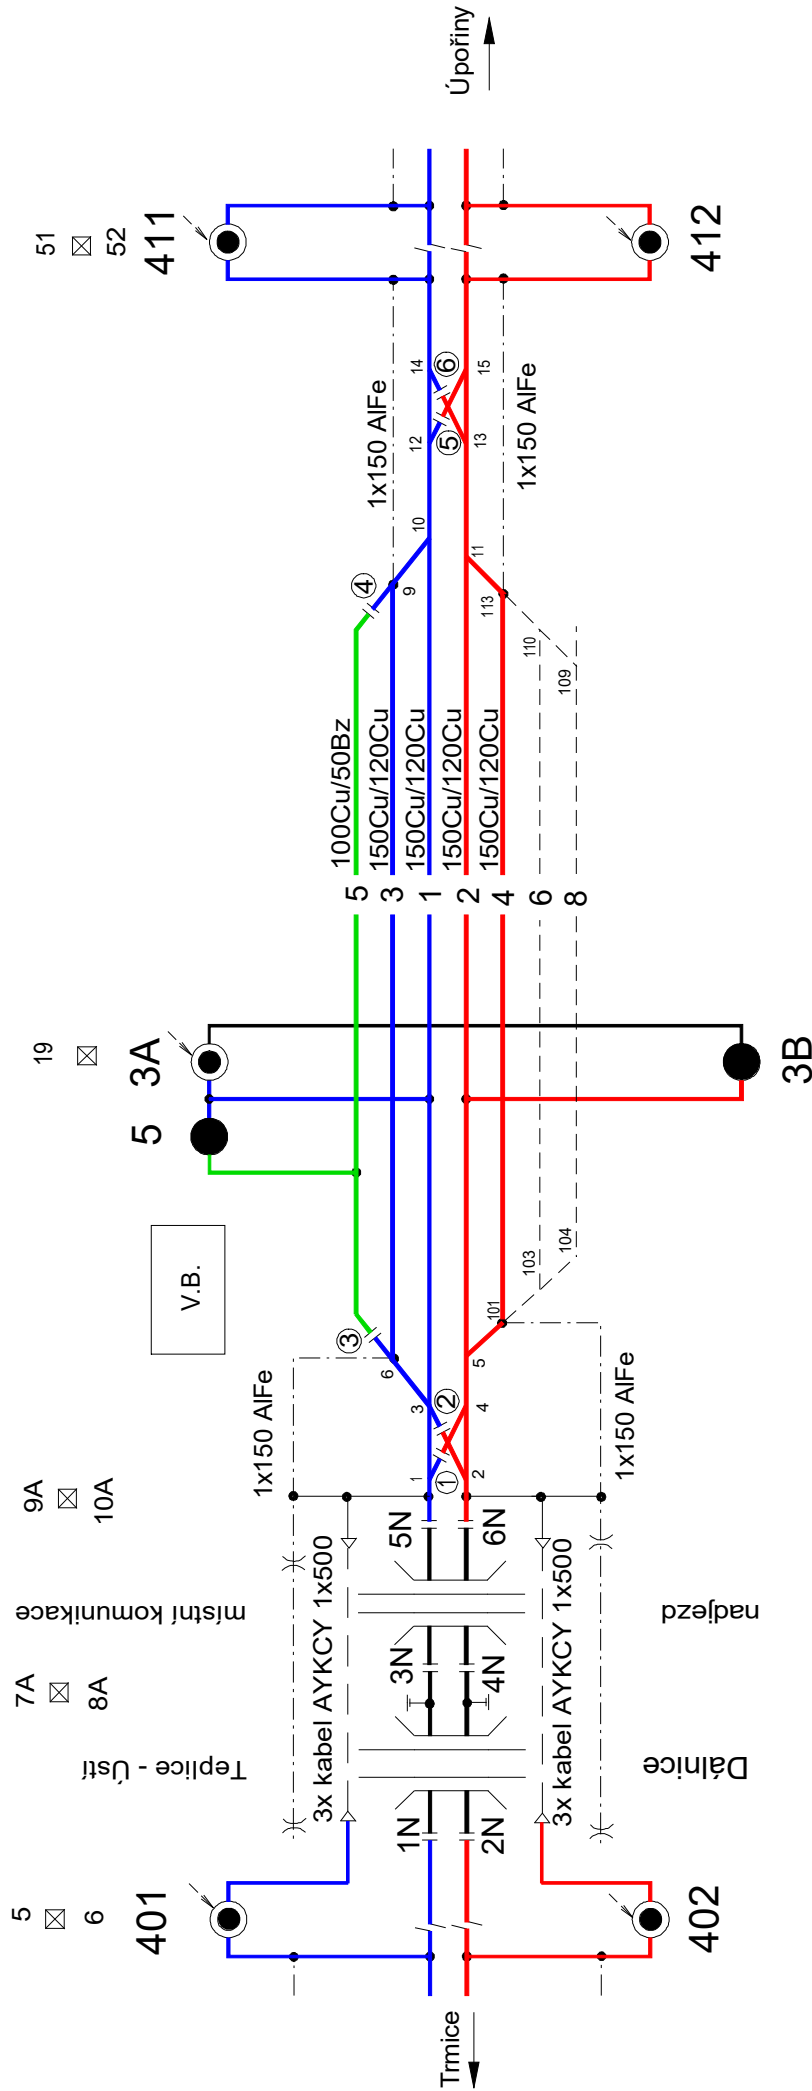 Úpořiny
51
52
411
412
14
15
6
5
12
13
1x150 AlFe
1x150 AlFe
10
11
4
9
113
110
109
100Cu/50Bz
150Cu/120Cu
150Cu/120Cu
150Cu/120Cu
150Cu/120Cu
5
3
1
2
4
6
8
19
3A
3B
5
V.B.
103
104
101
3
6
5
3
2
4
1
1
2
1x150 AlFe
1x150 AlFe
9A
10A
5N
6N
místní komunikace
nadjezd
3x kabel AYKCY 1x500
3x kabel AYKCY 1x500
7A
8A
3N
4N
Teplice - Ústí
Dálnice
1N
2N
5
6
401
402
Trmice